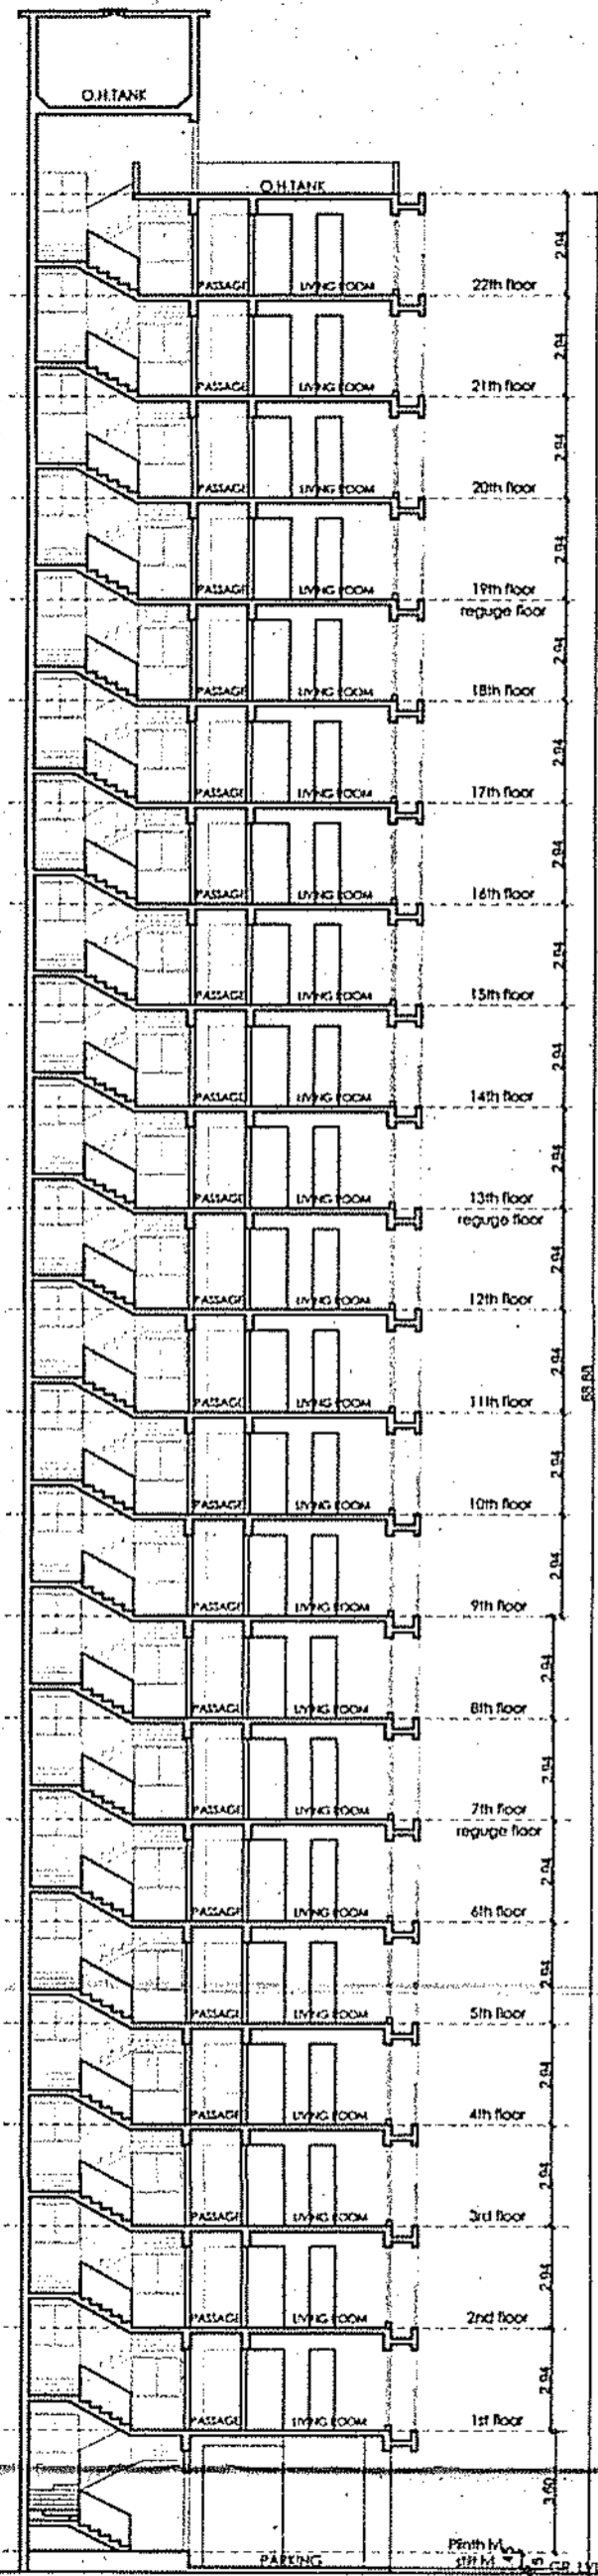 O.H.TANK
O.H.TANK
PASSAGE LIVING ROOM 22th floor 2.94
PASSAGE LIVING ROOM 21th floor 2.94
PASSAGE LIVING ROOM 20th floor 2.94
PASSAGE LIVING ROOM 19th floor 2.94
reguge floor
PASSAGE LIVING ROOM 18th floor 2.94
PASSAGE LIVING ROOM 17th floor 2.94
PASSAGE LIVING ROOM 16th floor 2.94
PASSAGE LIVING ROOM 15th floor 2.94
PASSAGE LIVING ROOM 14th floor 2.94
PASSAGE LIVING ROOM 13th floor 2.94
reguge floor
PASSAGE LIVING ROOM 12th floor 2.94
PASSAGE LIVING ROOM 11th floor 2.94
PASSAGE LIVING ROOM 10th floor 2.94
PASSAGE LIVING ROOM 9th floor 2.94
PASSAGE LIVING ROOM 8th floor 2.94
PASSAGE LIVING ROOM 7th floor 2.94
reguge floor
PASSAGE LIVING ROOM 6th floor 2.94
PASSAGE LIVING ROOM 5th floor 2.94
PASSAGE LIVING ROOM 4th floor 2.94
PASSAGE LIVING ROOM 3rd floor 2.94
PASSAGE LIVING ROOM 2nd floor 2.94
PASSAGE LIVING ROOM 1st floor 2.94
3.60
Plinth lvl.
PARKING stilt lvl.